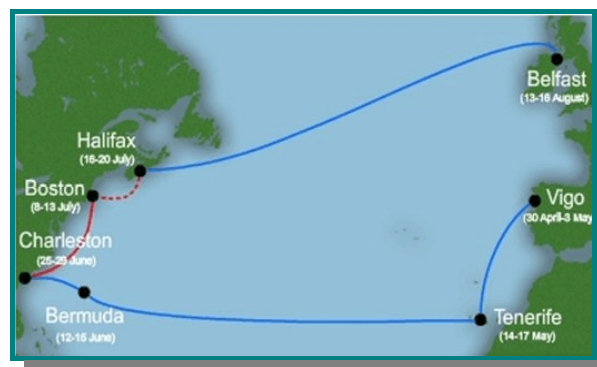 Belfast
(13-16 August)
Halifax
(16-20 July)
Boston
(8-13 July)
Vigo
(30 April-3 May
Charleston
(25-29 June)
Bermuda
(12-15 June)
Tenerife
(14-17 May)